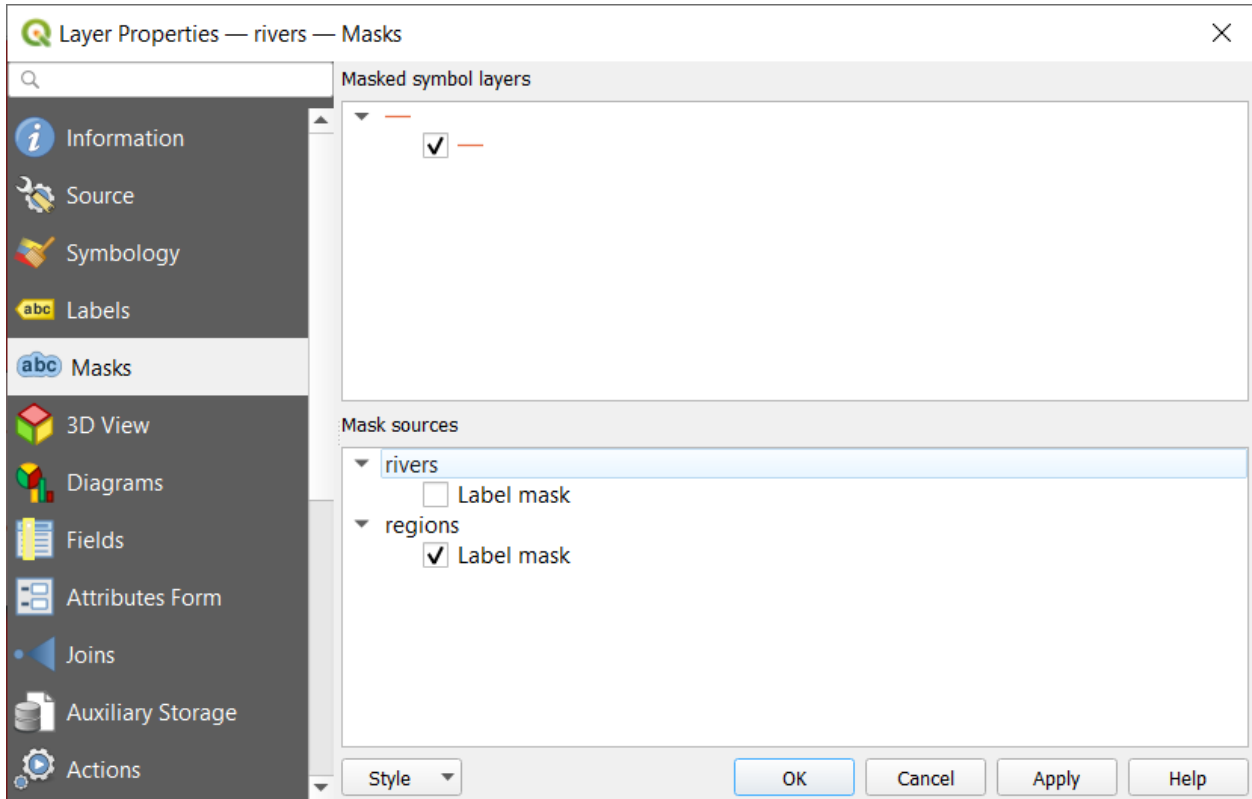 Layer Properties — rivers — Masks
Information
Source
Symbology
abc Labels
abc Masks
3D View
Diagrams
Fields
Attributes Form
Joins
Auxiliary Storage
Actions
Masked symbol layers
Mask sources
rivers
Label mask
regions
Label mask
Style
OK
Cancel
Apply
Help